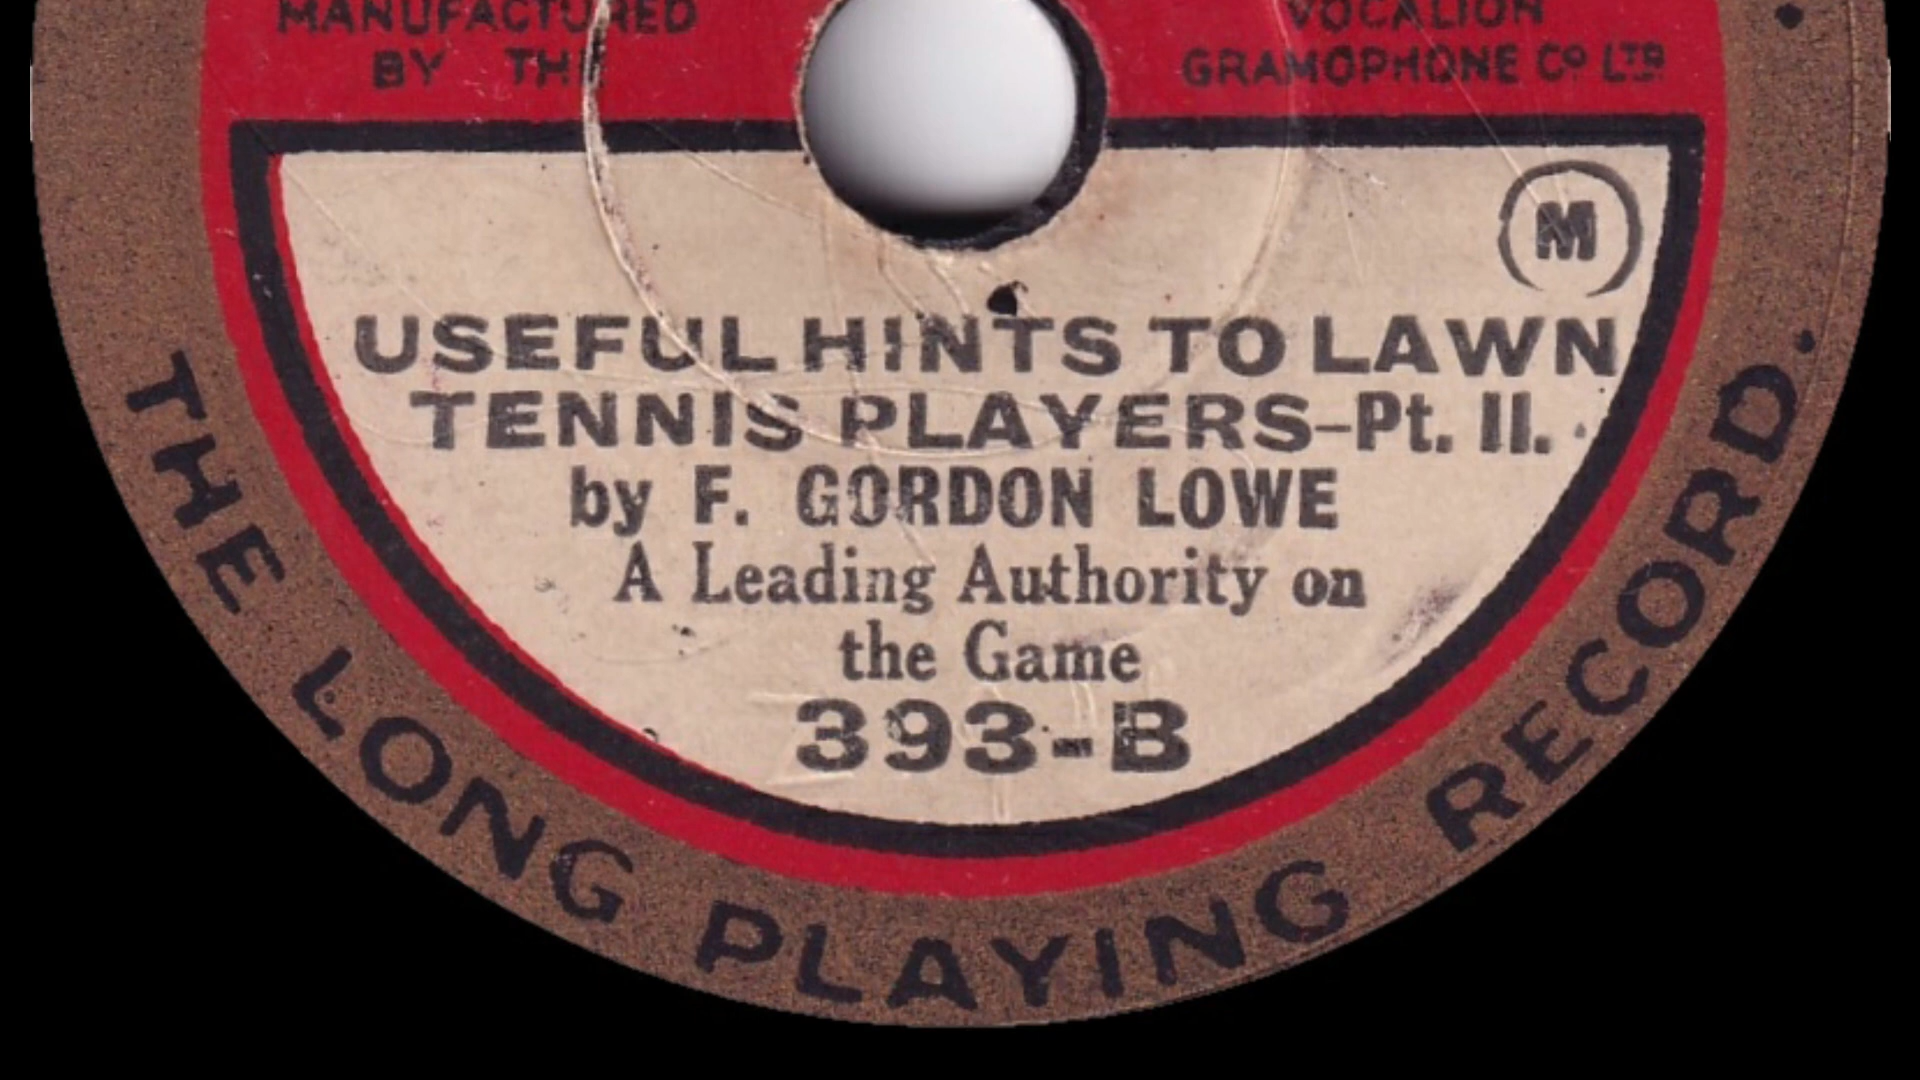 MANUFACTURED
BY THE
VOCALION
GRAMOPHONE Co LTD
M
USEFUL HINTS TO LAWN
TENNIS PLAYERS–Pt. II.
by F. GORDON LOWE
A Leading Authority on
the Game
393-B
THE LONG PLAYING RECORD.